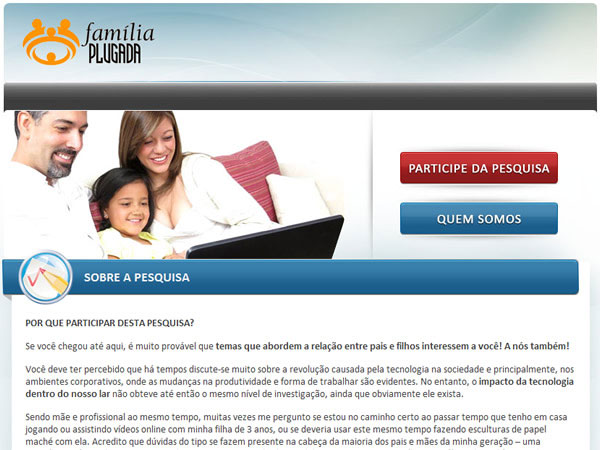 família
PLUGADA
PARTICIPE DA PESQUISA
QUEM SOMOS
SOBRE A PESQUISA
POR QUE PARTICIPAR DESTA PESQUISA?
Se você chegou até aqui, é muito provável que temas que abordem a relação entre pais e filhos interessem a você! A nós também!
Você deve ter percebido que há tempos discute-se muito sobre a revolução causada pela tecnologia na sociedade e principalmente, nos
ambientes corporativos, onde as mudanças na produtividade e forma de trabalhar são evidentes. No entanto, o impacto da tecnologia
dentro do nosso lar não obteve até então o mesmo nível de investigação, ainda que obviamente ele exista.
Sendo mãe e profissional ao mesmo tempo, muitas vezes me pergunto se estou no caminho certo ao passar tempo que tenho em casa
jogando ou assistindo vídeos online com minha filha de 3 anos, ou se deveria usar este mesmo tempo fazendo esculturas de papel
maché com ela. Acredito que dúvidas do tipo se fazem presente na cabeça da maioria dos pais e mães da minha geração – uma